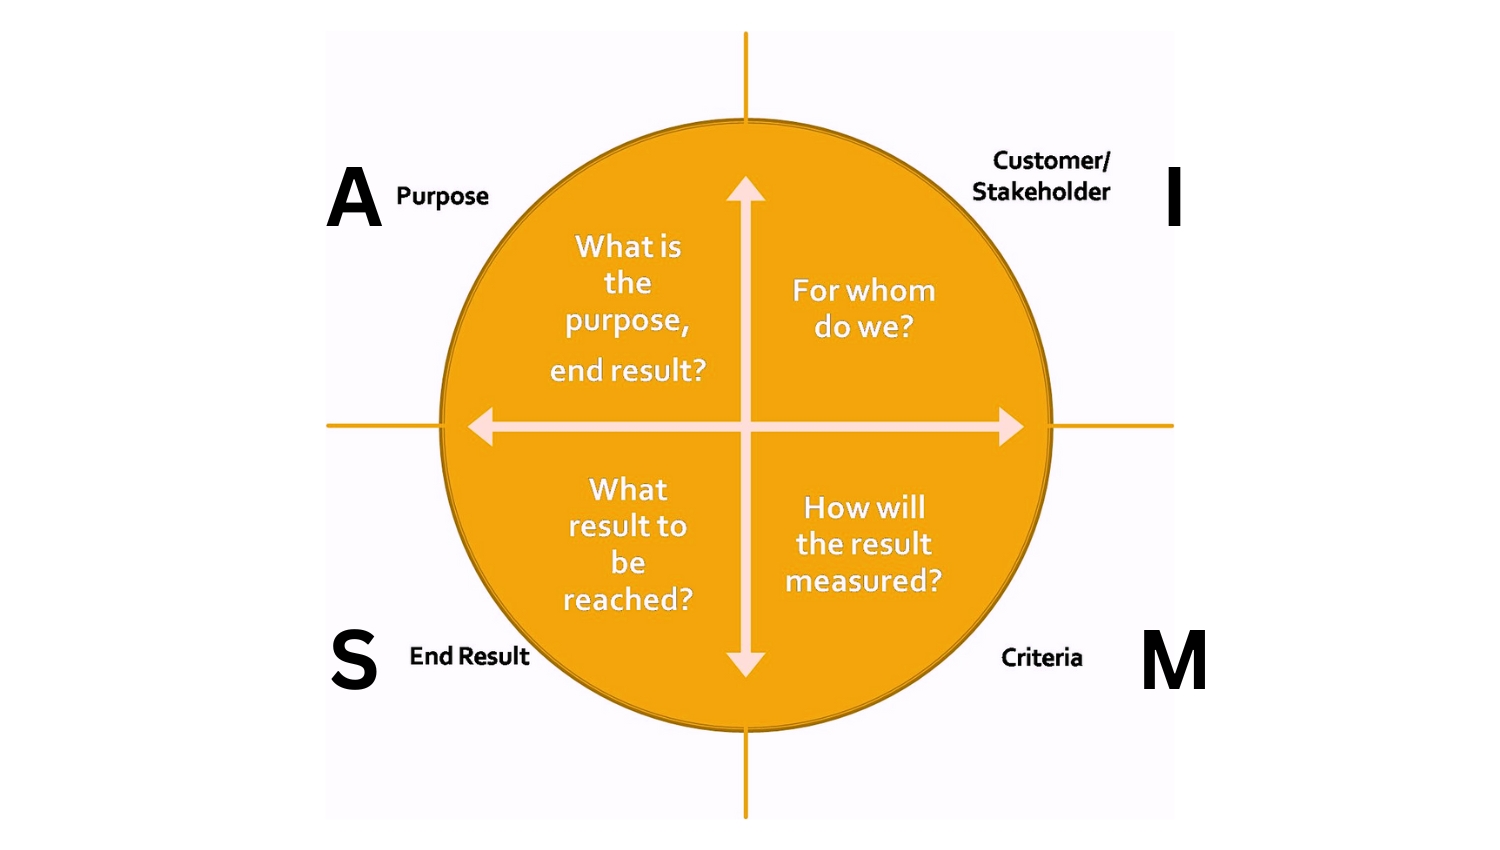 A
Purpose
Customer/
Stakeholder
I
What is
the
purpose,
end result?
For whom
do we?
What
result to
be
reached?
How will
the result
measured?
S
End Result
Criteria
M